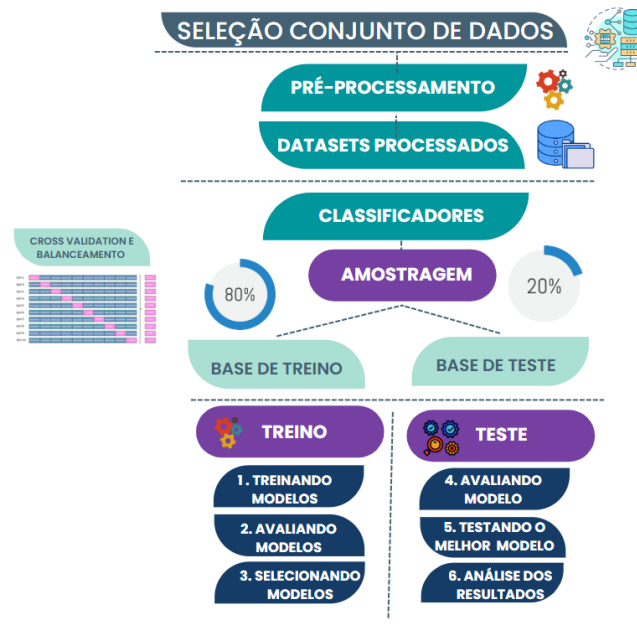 SELEÇÃO CONJUNTO DE DADOS
PRÉ-PROCESSAMENTO
DATASETS PROCESSADOS
CLASSIFICADORES
CROSS VALIDATION E
BALANCEAMENTO
AMOSTRAGEM
80%
20%
BASE DE TREINO
BASE DE TESTE
TREINO
TESTE
1. TREINANDO
MODELOS
2. AVALIANDO
MODELOS
3. SELECIONANDO
MODELOS
4. AVALIANDO
MODELO
5. TESTANDO O
MELHOR MODELO
6. ANÁLISE DOS
RESULTADOS